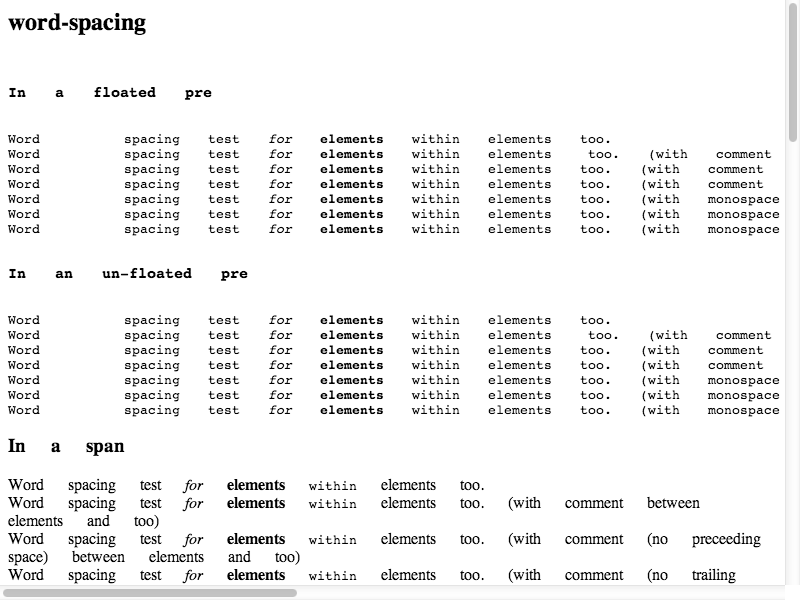 word-spacing
In a floated pre
Word spacing test for elements within elements too.
Word spacing test for elements within elements too. (with comment
Word spacing test for elements within elements too. (with comment
Word spacing test for elements within elements too. (with comment
Word spacing test for elements within elements too. (with monospace
Word spacing test for elements within elements too. (with monospace
Word spacing test for elements within elements too. (with monospace
In an un-floated pre
Word spacing test for elements within elements too.
Word spacing test for elements within elements too. (with comment
Word spacing test for elements within elements too. (with comment
Word spacing test for elements within elements too. (with comment
Word spacing test for elements within elements too. (with monospace
Word spacing test for elements within elements too. (with monospace
Word spacing test for elements within elements too. (with monospace
In a span
Word spacing test for elements within elements too.
Word spacing test for elements within elements too. (with comment between
elements and too)
Word spacing test for elements within elements too. (with comment (no preceeding
space) between elements and too)
Word spacing test for elements within elements too. (with comment (no trailing